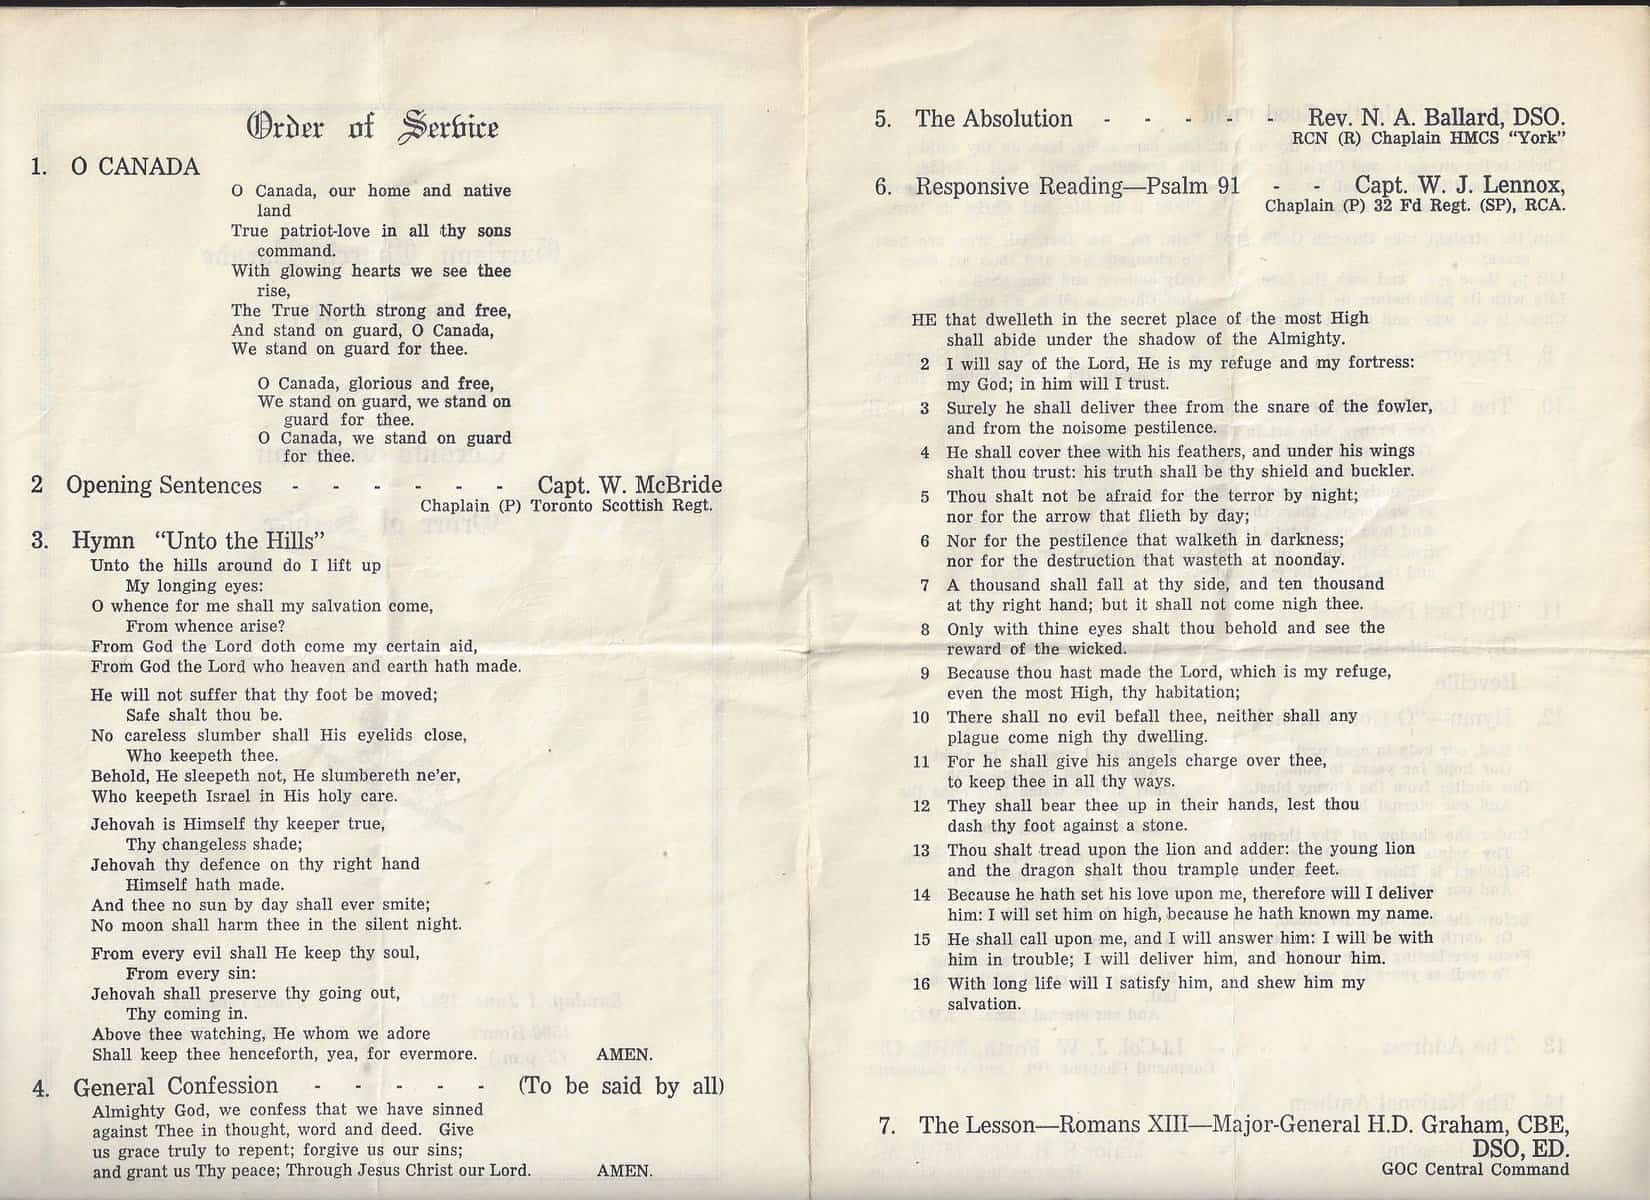 Order of Service
1. O CANADA
O Canada, our home and native
land
True patriot-love in all thy sons
command.
With glowing hearts we see thee
rise,
The True North strong and free,
And stand on guard, O Canada,
We stand on guard for thee.
O Canada, glorious and free,
We stand on guard, we stand on
guard for thee.
O Canada, we stand on guard
for thee.
2 Opening Sentences - - - - - - Capt. W. McBride
Chaplain (P) Toronto Scottish Regt.
3. Hymn “Unto the Hills”
Unto the hills around do I lift up
My longing eyes:
O whence for me shall my salvation come,
From whence arise?
From God the Lord doth come my certain aid,
From God the Lord who heaven and earth hath made.
He will not suffer that thy foot be moved;
Safe shalt thou be.
No careless slumber shall His eyelids close,
Who keepeth thee.
Behold, He sleepeth not, He slumbereth ne’er,
Who keepeth Israel in His holy care.
Jehovah is Himself thy keeper true,
Thy changeless shade;
Jehovah thy defence on thy right hand
Himself hath made.
And thee no sun by day shall ever smite;
No moon shall harm thee in the silent night.
From every evil shall He keep thy soul,
From every sin:
Jehovah shall preserve thy going out,
Thy coming in.
Above thee watching, He whom we adore
Shall keep thee henceforth, yea, for evermore. AMEN.
4. General Confession - - - - - (To be said by all)
Almighty God, we confess that we have sinned
against Thee in thought, word and deed. Give
us grace truly to repent; forgive us our sins;
and grant us Thy peace; Through Jesus Christ our Lord. AMEN.
5. The Absolution - - - - - Rev. N. A. Ballard, DSO.
RCN (R) Chaplain HMCS “York”
6. Responsive Reading—Psalm 91 - - Capt. W. J. Lennox,
Chaplain (P) 32 Fd Regt. (SP), RCA.
HE that dwelleth in the secret place of the most High
shall abide under the shadow of the Almighty.
2 I will say of the Lord, He is my refuge and my fortress:
my God; in him will I trust.
3 Surely he shall deliver thee from the snare of the fowler,
and from the noisome pestilence.
4 He shall cover thee with his feathers, and under his wings
shalt thou trust: his truth shall be thy shield and buckler.
5 Thou shalt not be afraid for the terror by night;
nor for the arrow that flieth by day;
6 Nor for the pestilence that walketh in darkness;
nor for the destruction that wasteth at noonday.
7 A thousand shall fall at thy side, and ten thousand
at thy right hand; but it shall not come nigh thee.
8 Only with thine eyes shalt thou behold and see the
reward of the wicked.
9 Because thou hast made the Lord, which is my refuge,
even the most High, thy habitation;
10 There shall no evil befall thee, neither shall any
plague come nigh thy dwelling.
11 For he shall give his angels charge over thee,
to keep thee in all thy ways.
12 They shall bear thee up in their hands, lest thou
dash thy foot against a stone.
13 Thou shalt tread upon the lion and adder: the young lion
and the dragon shalt thou trample under feet.
14 Because he hath set his love upon me, therefore will I deliver
him: I will set him on high, because he hath known my name.
15 He shall call upon me, and I will answer him: I will be with
him in trouble; I will deliver him, and honour him.
16 With long life will I satisfy him, and shew him my
salvation.
7. The Lesson—Romans XIII—Major-General H.D. Graham, CBE,
DSO, ED.
GOC Central Command